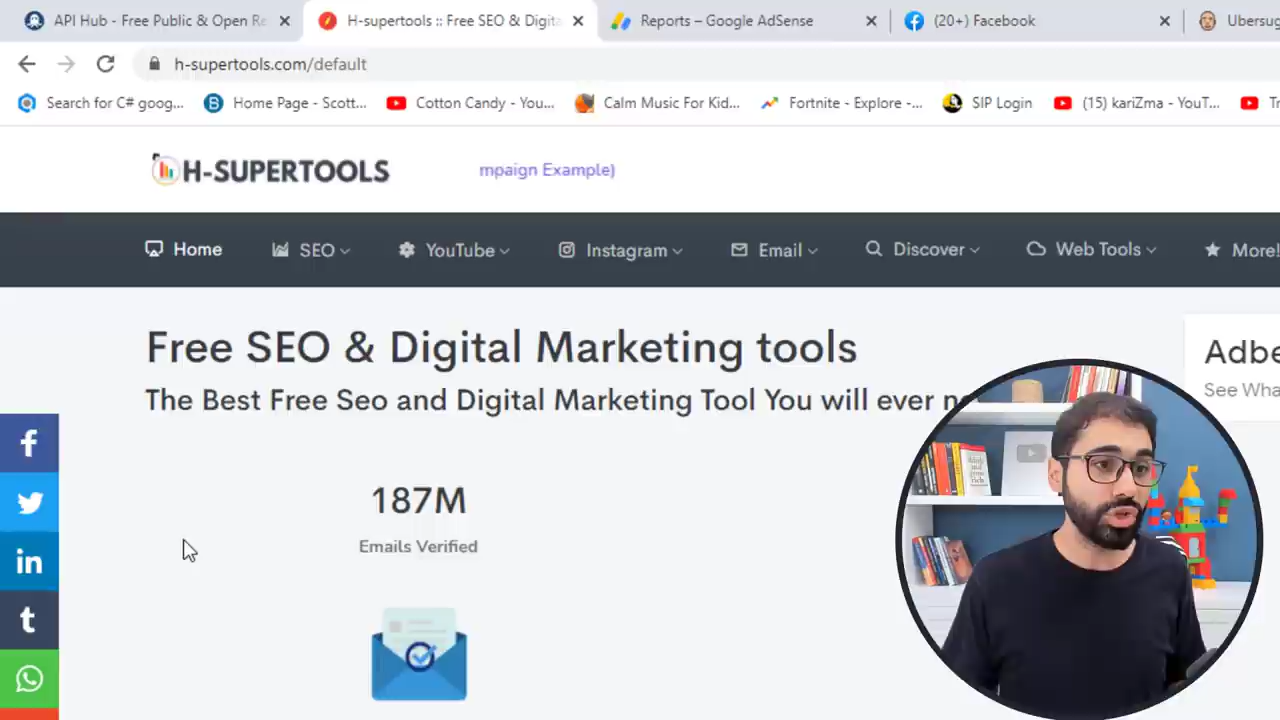 API Hub - Free Public & Open Re
H-supertools :: Free SEO & Digita
Reports – Google AdSense
(20+) Facebook
Ubersug
h-supertools.com/default
Search for C# goog...
Home Page - Scott...
Cotton Candy - You...
Calm Music For Kid...
Fortnite - Explore -...
SIP Login
(15) kariZma - YouT...
H-SUPERTOOLS
mpaign Example)
Home
SEO
YouTube
Instagram
Email
Discover
Web Tools
More!
Free SEO & Digital Marketing tools
The Best Free Seo and Digital Marketing Tool You will ever n
Adbe
See Wha
187M
Emails Verified